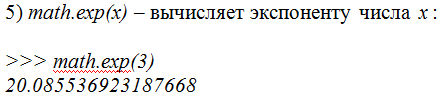 5) math.exp(x) – вычисляет экспоненту числа x:
>>> math.exp(3)
20.085536923187668